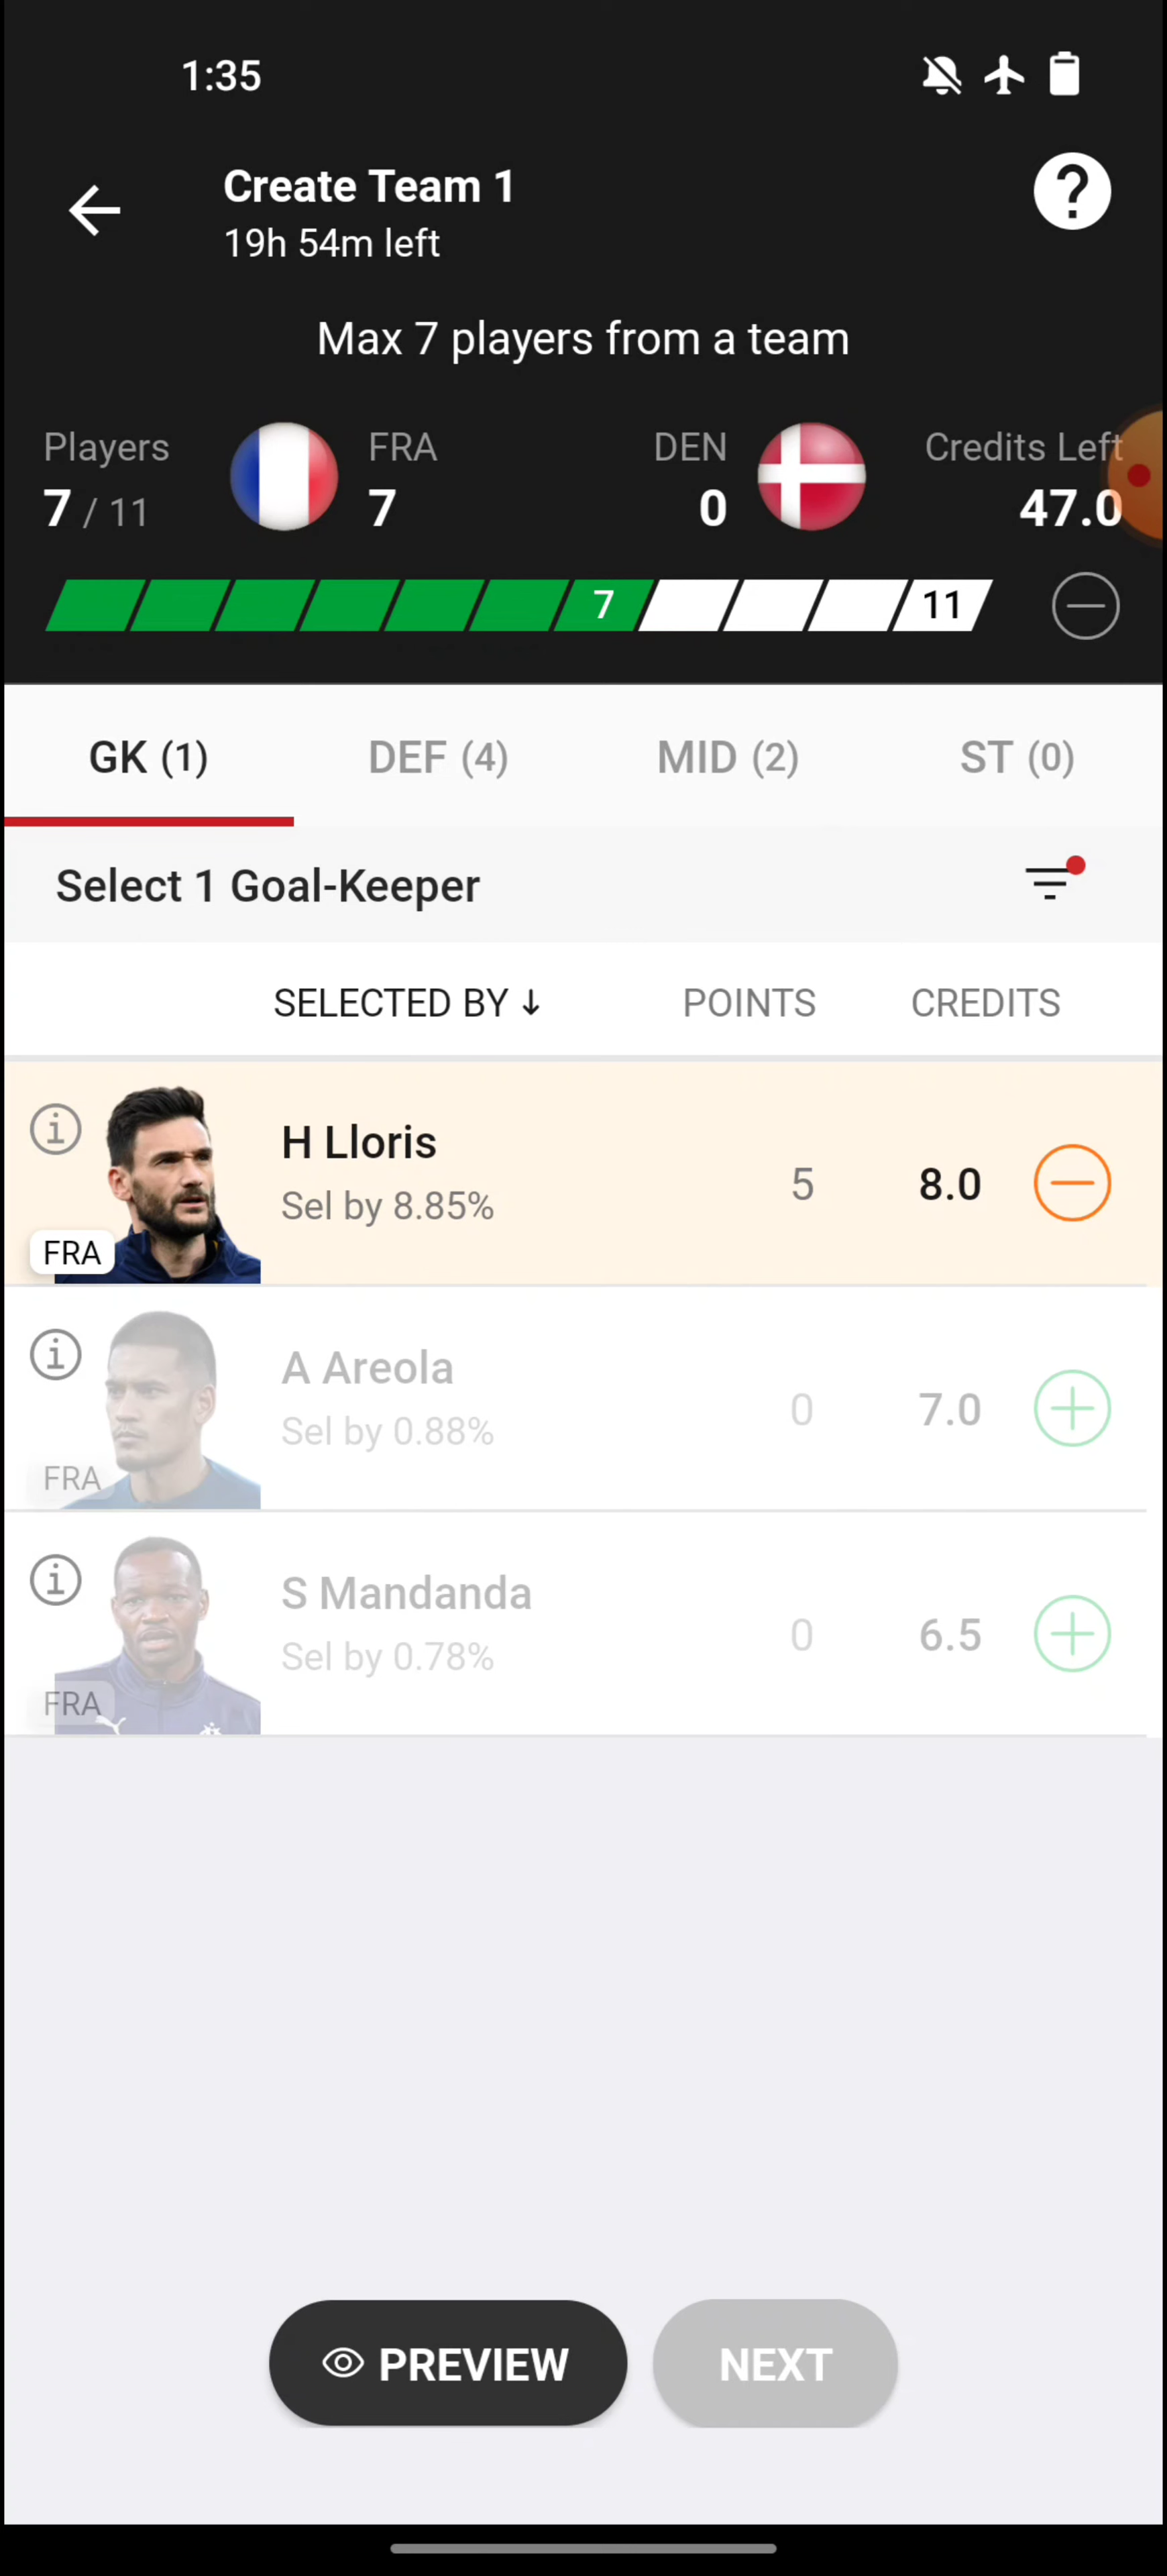 1:35
Create Team 1
19h 54m left
Max 7 players from a team
Players FRA DEN Credits Left
7 / 11 7 0 47.0
7 11
GK (1) DEF (4) MID (2) ST (0)
Select 1 Goal-Keeper
SELECTED BY ↓ POINTS CREDITS
H Lloris
Sel by 8.85% 5 8.0
FRA
A Areola
Sel by 0.88% 0 7.0
FRA
S Mandanda
Sel by 0.78% 0 6.5
FRA
PREVIEW NEXT